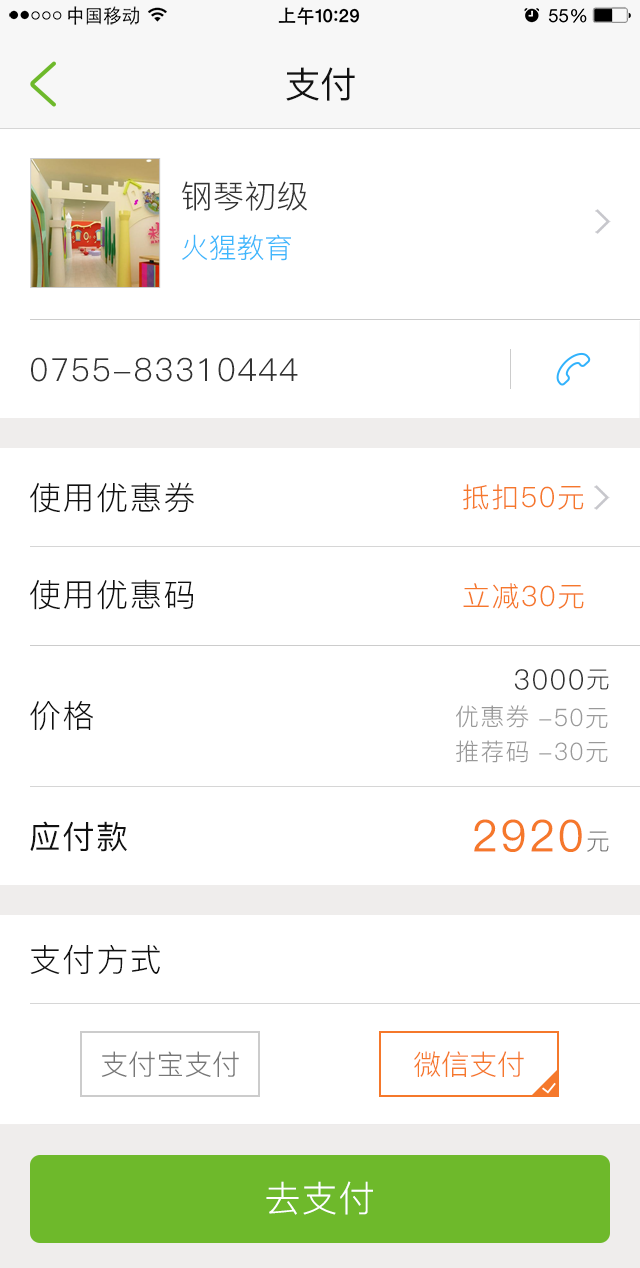 中国移动 上午10:29 55%
支付
钢琴初级
火猩教育
0755-83310444
使用优惠券 抵扣50元
使用优惠码 立减30元
价格 3000元
优惠券 -50元
推荐码 -30元
应付款 2920元
支付方式
支付宝支付 微信支付
去支付